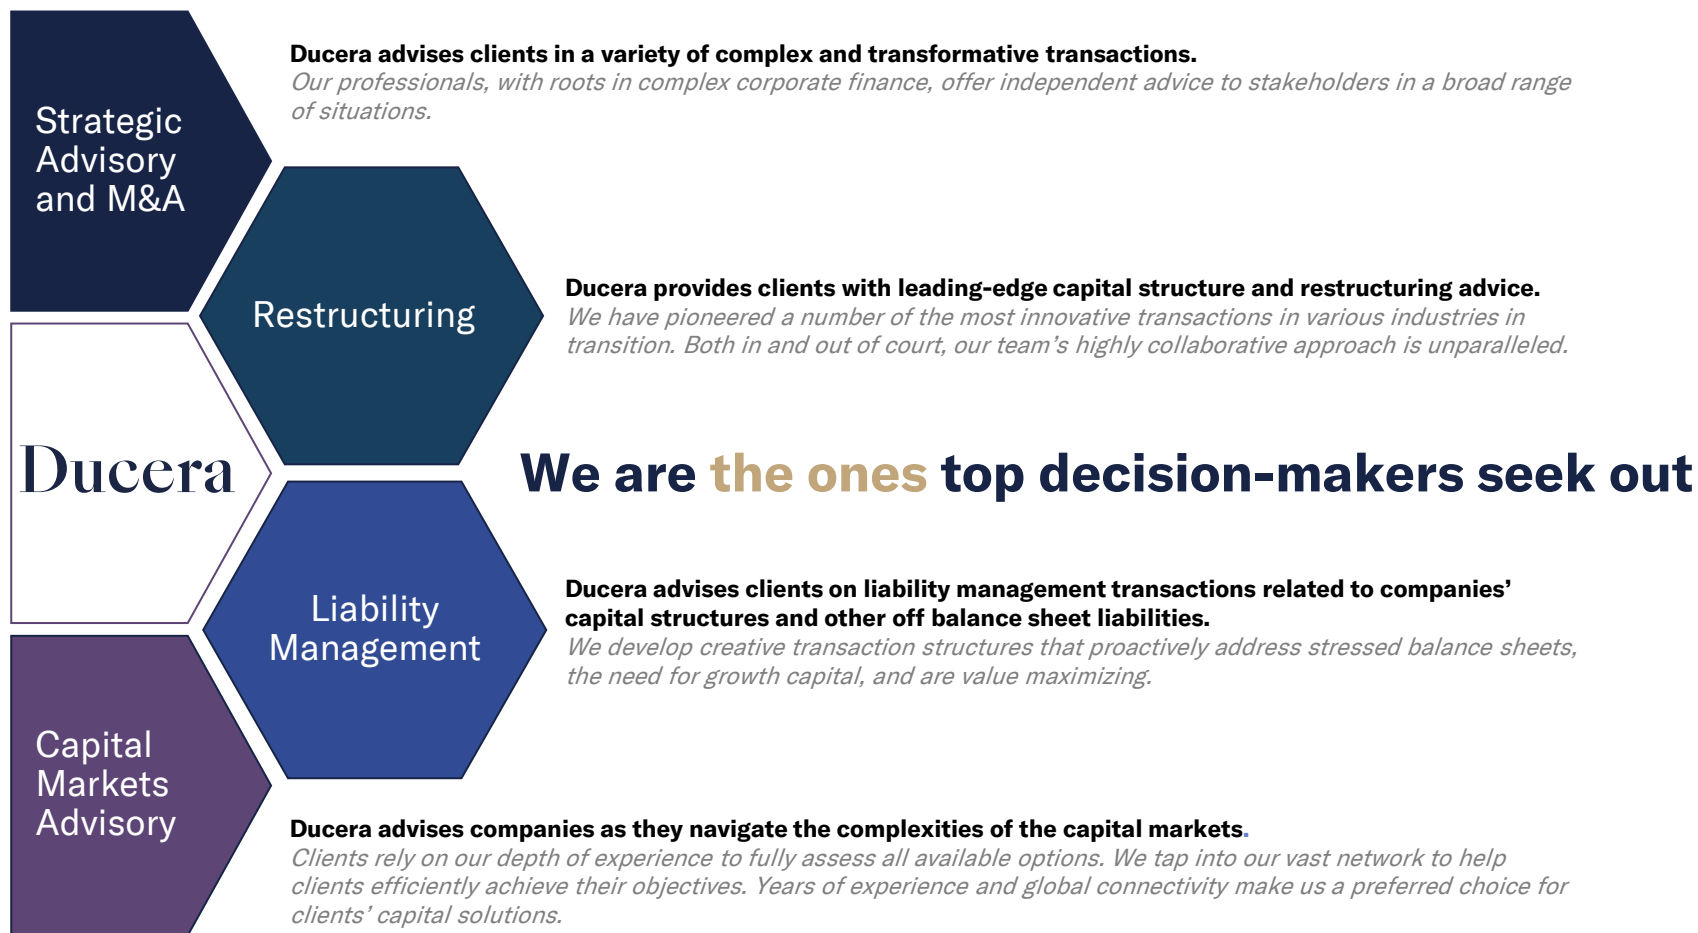 Strategic
Advisory
and M&A
Ducera advises clients in a variety of complex and transformative transactions.
Our professionals, with roots in complex corporate finance, offer independent advice to stakeholders in a broad range
of situations.
Restructuring
Ducera provides clients with leading-edge capital structure and restructuring advice.
We have pioneered a number of the most innovative transactions in various industries in
transition. Both in and out of court, our team’s highly collaborative approach is unparalleled.
Ducera
We are the ones top decision-makers seek out
Liability
Management
Ducera advises clients on liability management transactions related to companies’
capital structures and other off balance sheet liabilities.
We develop creative transaction structures that proactively address stressed balance sheets,
the need for growth capital, and are value maximizing.
Capital
Markets
Advisory
Ducera advises companies as they navigate the complexities of the capital markets.
Clients rely on our depth of experience to fully assess all available options. We tap into our vast network to help
clients efficiently achieve their objectives. Years of experience and global connectivity make us a preferred choice for
clients’ capital solutions.